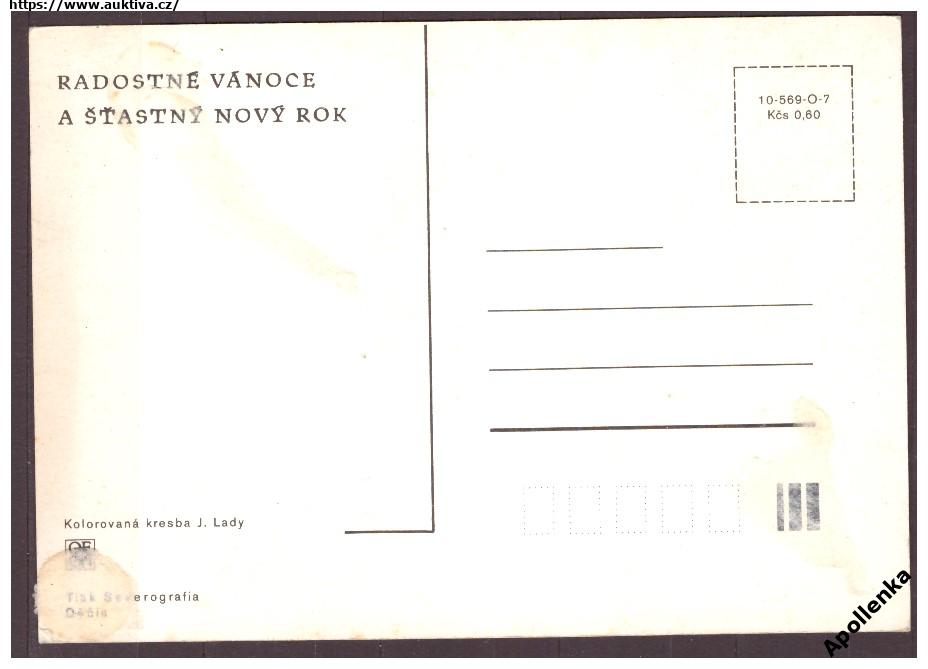 https://www.auktiva.cz/
RADOSTNÉ VÁNOCE
A ŠŤASTNÝ NOVÝ ROK
10-569-O-7
Kčs 0,60
Kolorovaná kresba J. Lady
Tisk Severografia
Děčín
Apollenka